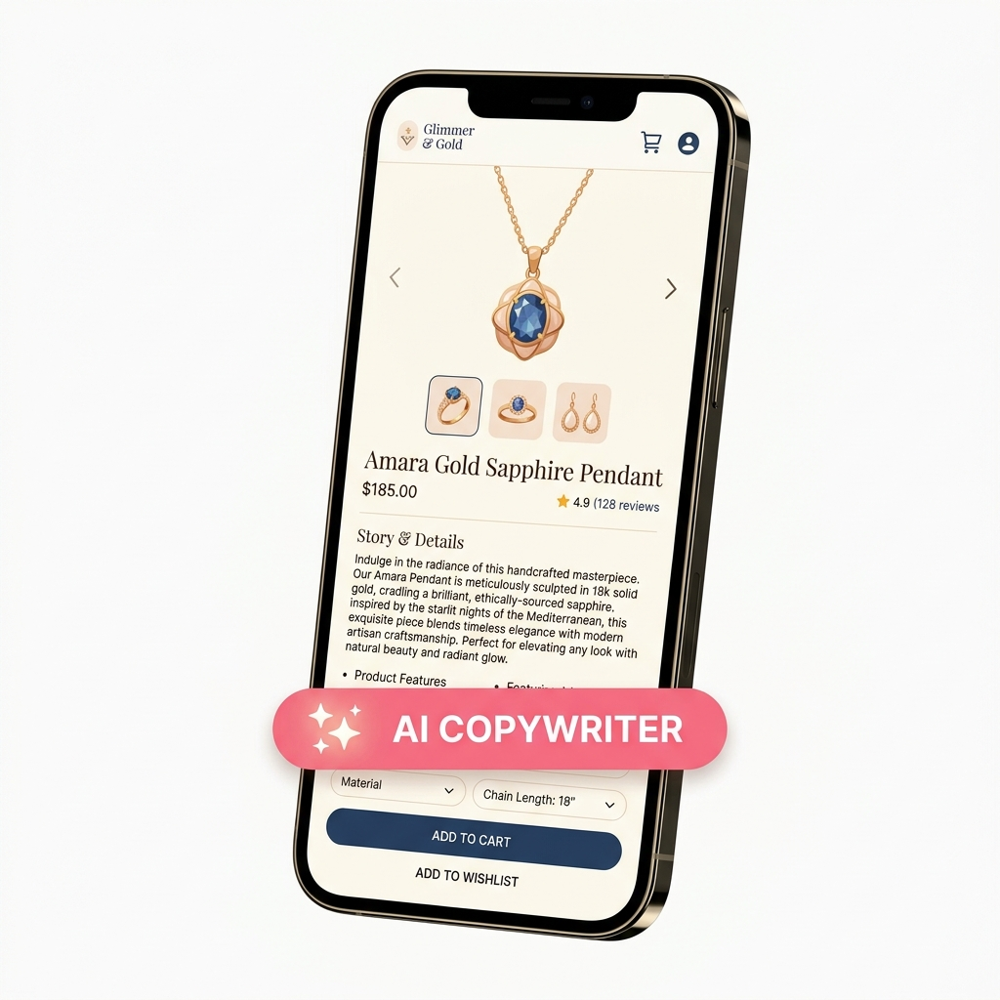 Glimmer
& Gold
Amara Gold Sapphire Pendant
$185.00
4.9 (128 reviews
Story & Details
Indulge in the radiance of this handcrafted masterpiece.
Our Amara Pendant is meticulously sculpted in 18k solid
gold, cradling a brilliant, ethically-sourced sapphire.
inspired by the starlit nights of the Mediterranean, this
exquisite piece blends timeless elegance with modern
artisan craftsmanship. Perfect for elevating any look with
natural beauty and radiant glow.
• Product Features
AI COPYWRITER
Material
Chain Length: 18"
ADD TO CART
ADD TO WISHLIST